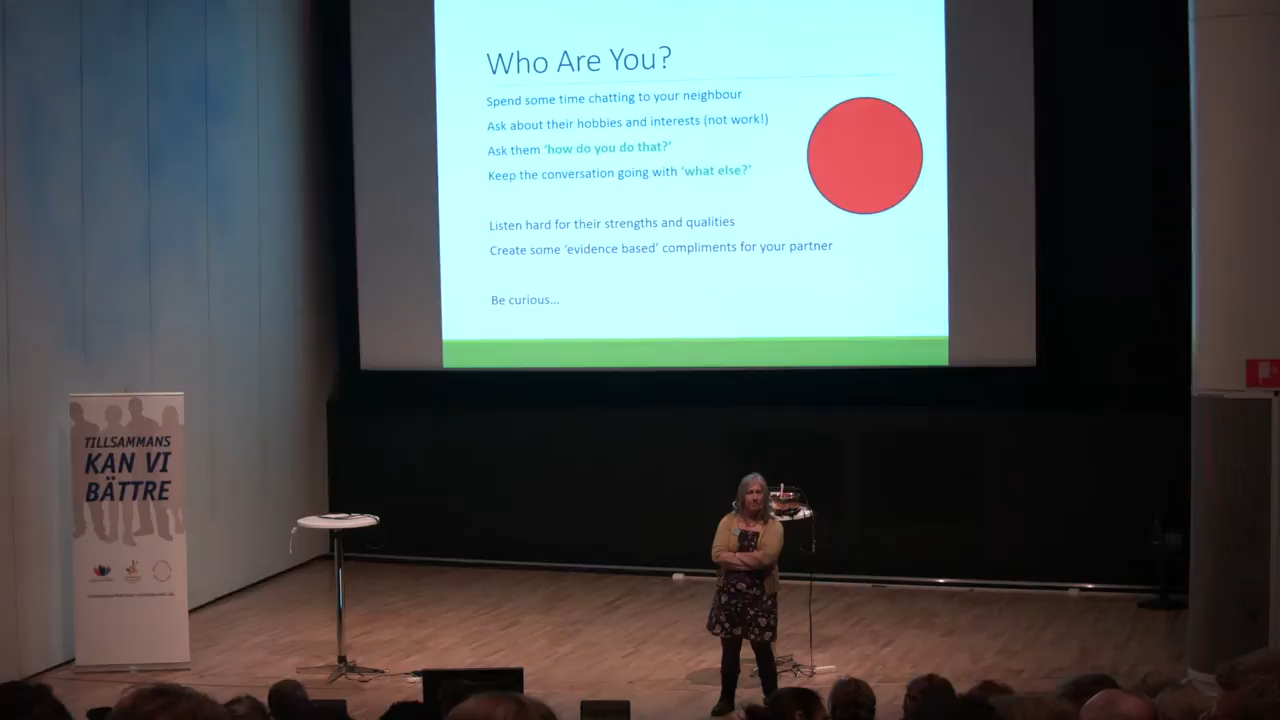 Who Are You?
Spend some time chatting to your neighbour
Ask about their hobbies and interests (not work!)
Ask them ‘how do you do that?’
Keep the conversation going with ‘what else?’
Listen hard for their strengths and qualities
Create some ‘evidence based’ compliments for your partner
Be curious...
TILLSAMMANS
KAN VI
BÄTTRE